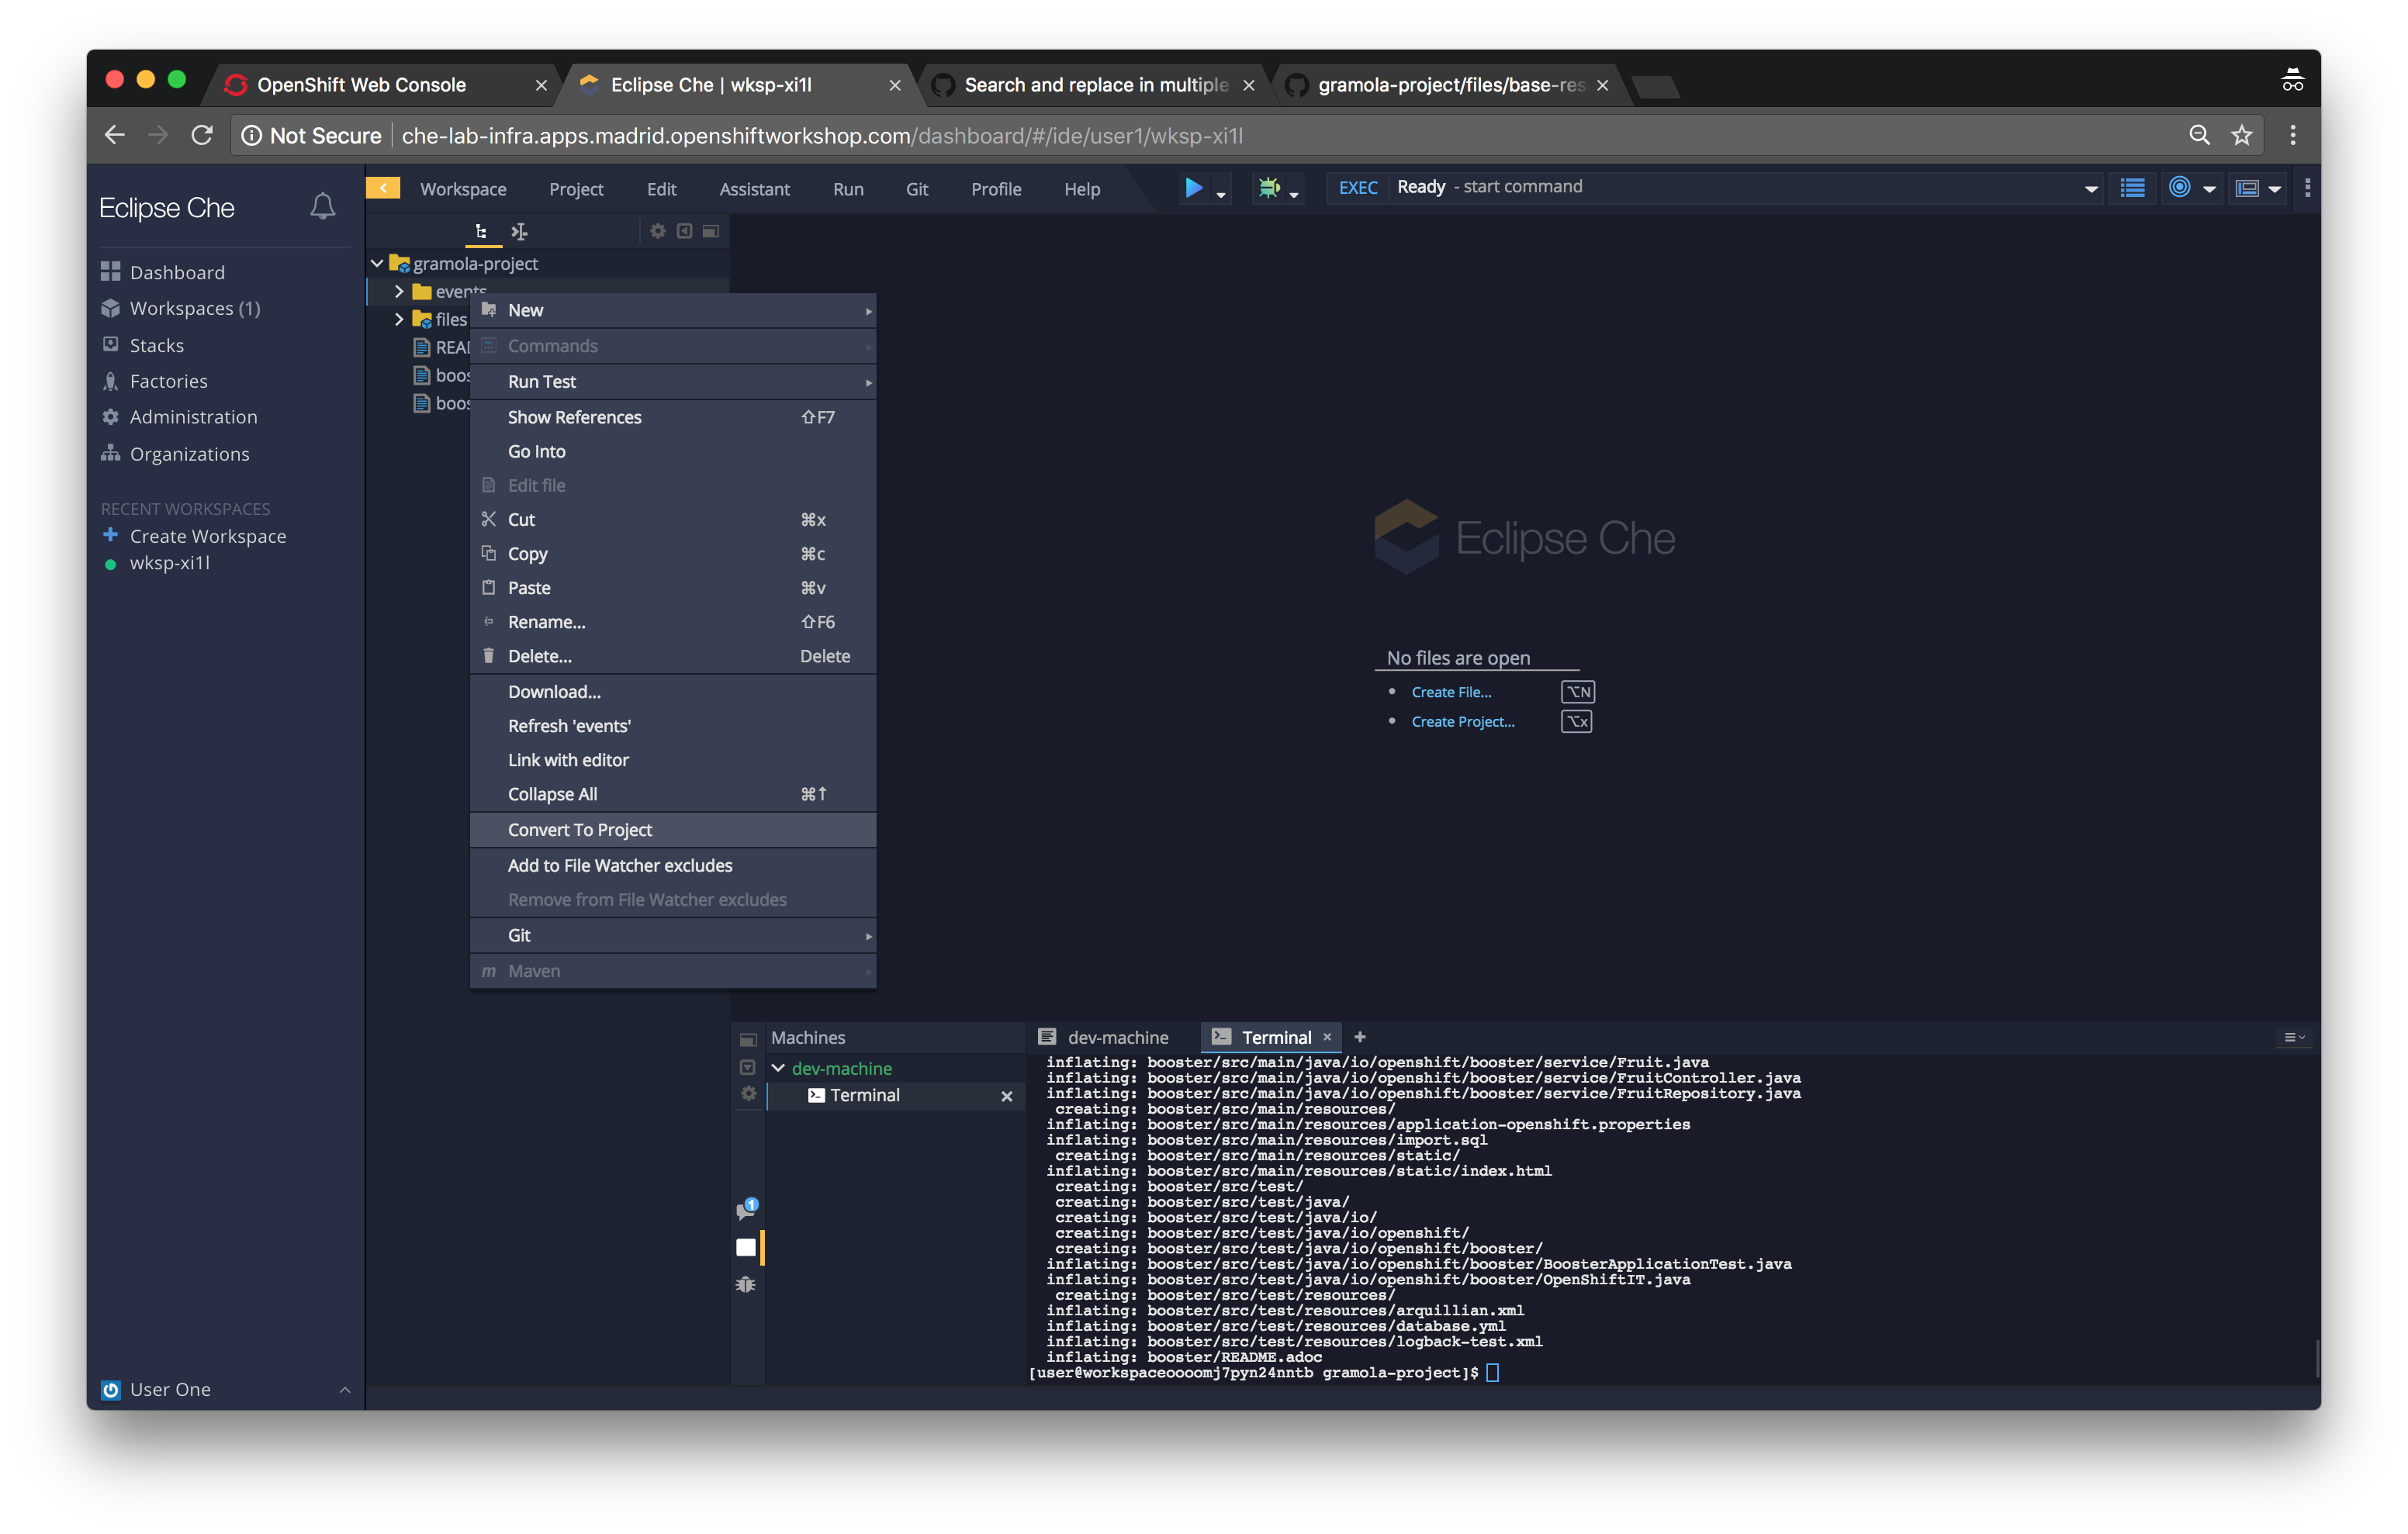 OpenShift Web Console
Eclipse Che | wksp-xi1l
Search and replace in multiple
gramola-project/files/base-res
Not Secure | che-lab-infra.apps.madrid.openshiftworkshop.com/dashboard/#/ide/user1/wksp-xi1l
Eclipse Che
Dashboard
Workspaces (1)
Stacks
Factories
Administration
Organizations
RECENT WORKSPACES
Create Workspace
wksp-xi1l
User One
Workspace Project Edit Assistant Run Git Profile Help
EXEC Ready - start command
gramola-project
events
files
READ
boos
boos
New
Commands
Run Test
Show References ⇧F7
Go Into
Edit file
Cut ⌘x
Copy ⌘c
Paste ⌘v
Rename... ⇧F6
Delete... Delete
Download...
Refresh 'events'
Link with editor
Collapse All ⌘↑
Convert To Project
Add to File Watcher excludes
Remove from File Watcher excludes
Git
m Maven
Eclipse Che
No files are open
• Create File... ⌥N
• Create Project... ⌥x
Machines
dev-machine
Terminal
1
dev-machine
Terminal
inflating: booster/src/main/java/io/openshift/booster/service/Fruit.java
inflating: booster/src/main/java/io/openshift/booster/service/FruitController.java
inflating: booster/src/main/java/io/openshift/booster/service/FruitRepository.java
creating: booster/src/main/resources/
inflating: booster/src/main/resources/application-openshift.properties
inflating: booster/src/main/resources/import.sql
creating: booster/src/main/resources/static/
inflating: booster/src/main/resources/static/index.html
creating: booster/src/test/
creating: booster/src/test/java/
creating: booster/src/test/java/io/
creating: booster/src/test/java/io/openshift/
creating: booster/src/test/java/io/openshift/booster/
inflating: booster/src/test/java/io/openshift/booster/BoosterApplicationTest.java
inflating: booster/src/test/java/io/openshift/booster/OpenShiftIT.java
creating: booster/src/test/resources/
inflating: booster/src/test/resources/arquillian.xml
inflating: booster/src/test/resources/database.yml
inflating: booster/src/test/resources/logback-test.xml
inflating: booster/README.adoc
[user@workspaceoooomj7pyn24nntb gramola-project]$